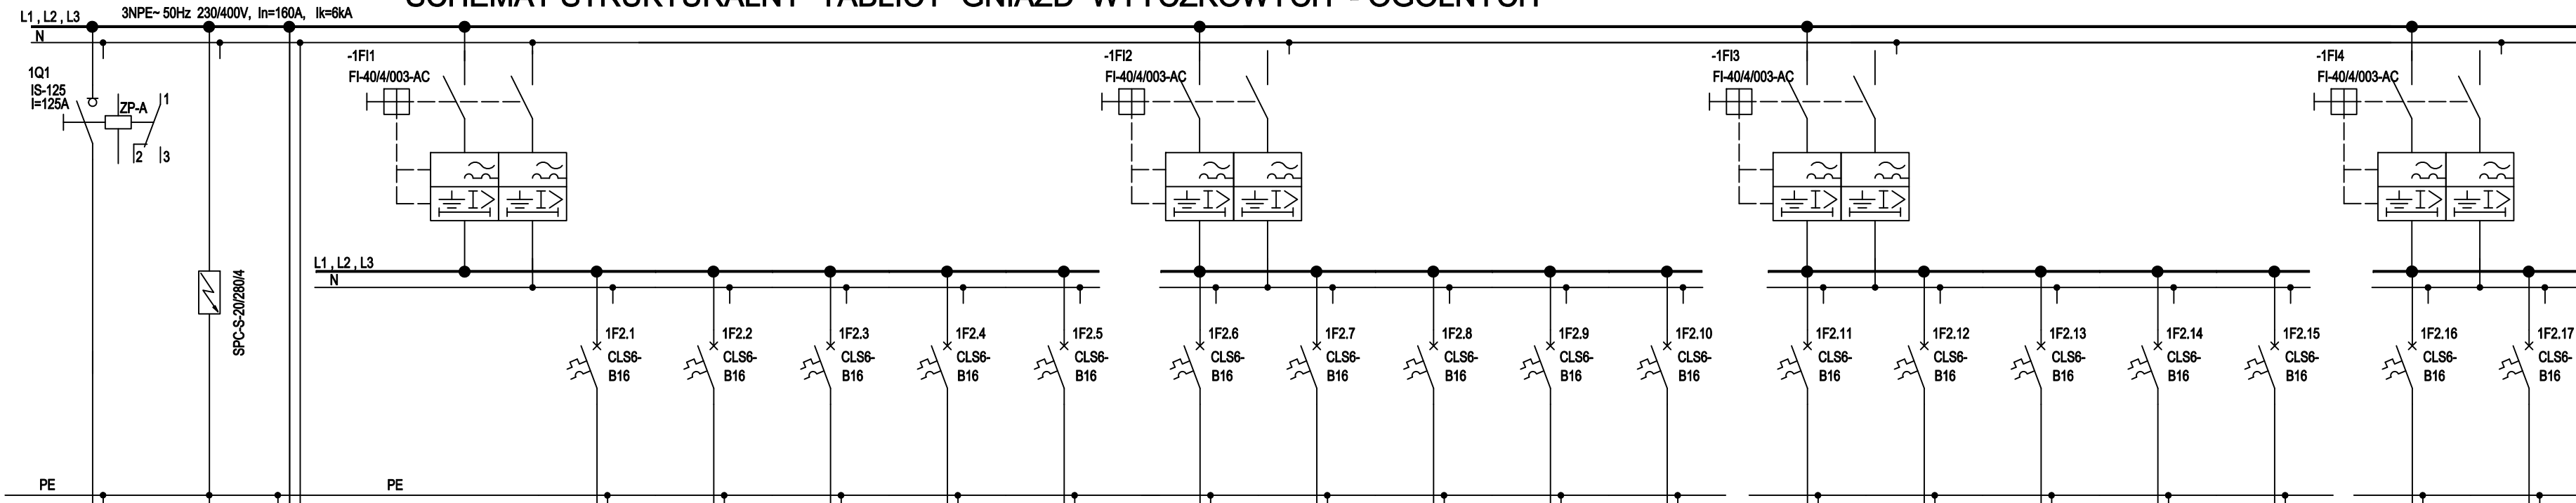 SCHEMAT STRUKTURALNY TABLICY GNIAZD WTYCZKOWYCH - OGÓLNYCH
L1 , L2 , L3
3NPE~ 50Hz 230/400V, In=160A, Ik=6kA
N
1Q1
IS-125
I=125A
ZP-A
1
2
3
SPC-S-20/280/4
-1FI1
FI-40/4/003-AC
-1FI2
FI-40/4/003-AC
-1FI3
FI-40/4/003-AC
-1FI4
FI-40/4/003-AC
L1 , L2 , L3
N
1F2.1
CLS6-
B16
1F2.2
CLS6-
B16
1F2.3
CLS6-
B16
1F2.4
CLS6-
B16
1F2.5
CLS6-
B16
1F2.6
CLS6-
B16
1F2.7
CLS6-
B16
1F2.8
CLS6-
B16
1F2.9
CLS6-
B16
1F2.10
CLS6-
B16
1F2.11
CLS6-
B16
1F2.12
CLS6-
B16
1F2.13
CLS6-
B16
1F2.14
CLS6-
B16
1F2.15
CLS6-
B16
1F2.16
CLS6-
B16
1F2.17
CLS6-
B16
PE
PE